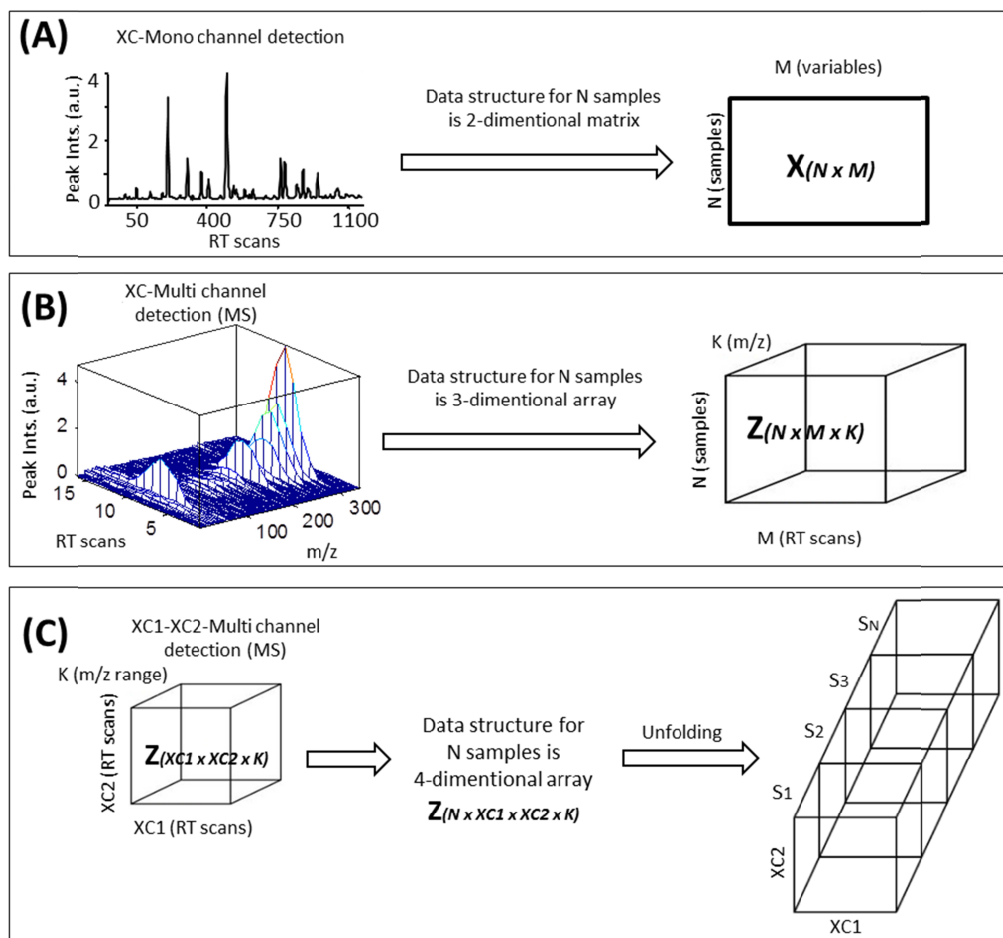 (A)
XC-Mono channel detection
Peak Ints. (a.u.)
4
2
0
50 400 750 1100
RT scans
Data structure for N samples
is 2-dimentional matrix
M (variables)
N (samples)
X(N x M)
(B)
XC-Multi channel
detection (MS)
Peak Ints. (a.u.)
4
2
0
15
10
5
RT scans
100
200
300
m/z
Data structure for N samples
is 3-dimentional array
K (m/z)
N (samples)
Z(N x M x K)
M (RT scans)
(C)
XC1-XC2-Multi channel
detection (MS)
K (m/z range)
XC2 (RT scans)
Z(XC1 x XC2 x K)
XC1 (RT scans)
Data structure for
N samples is
4-dimentional array
Z(N x XC1 x XC2 x K)
Unfolding
SN
S3
S2
S1
XC2
XC1